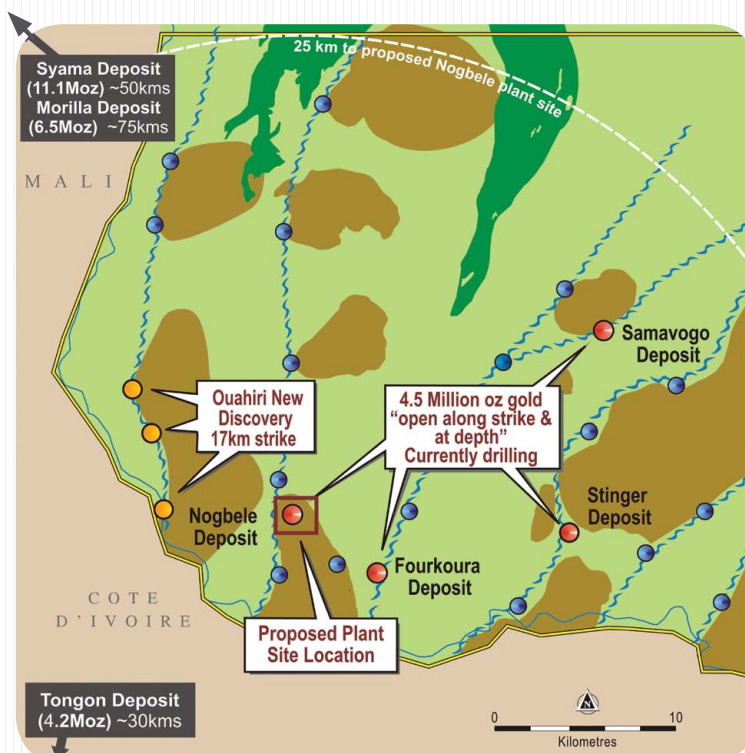 25 km to proposed Nogbele plant site
Syama Deposit
(11.1Moz) ~50kms
Morilla Deposit
(6.5Moz) ~75kms
MALI
Samavogo
Deposit
Ouahiri New
Discovery
17km strike
4.5 Million oz gold
“open along strike &
at depth”
Currently drilling
Nogbele
Deposit
Stinger
Deposit
Fourkoura
Deposit
COTE
D'IVOIRE
Proposed Plant
Site Location
Tongon Deposit
(4.2Moz) ~30kms
N
0 10
Kilometres